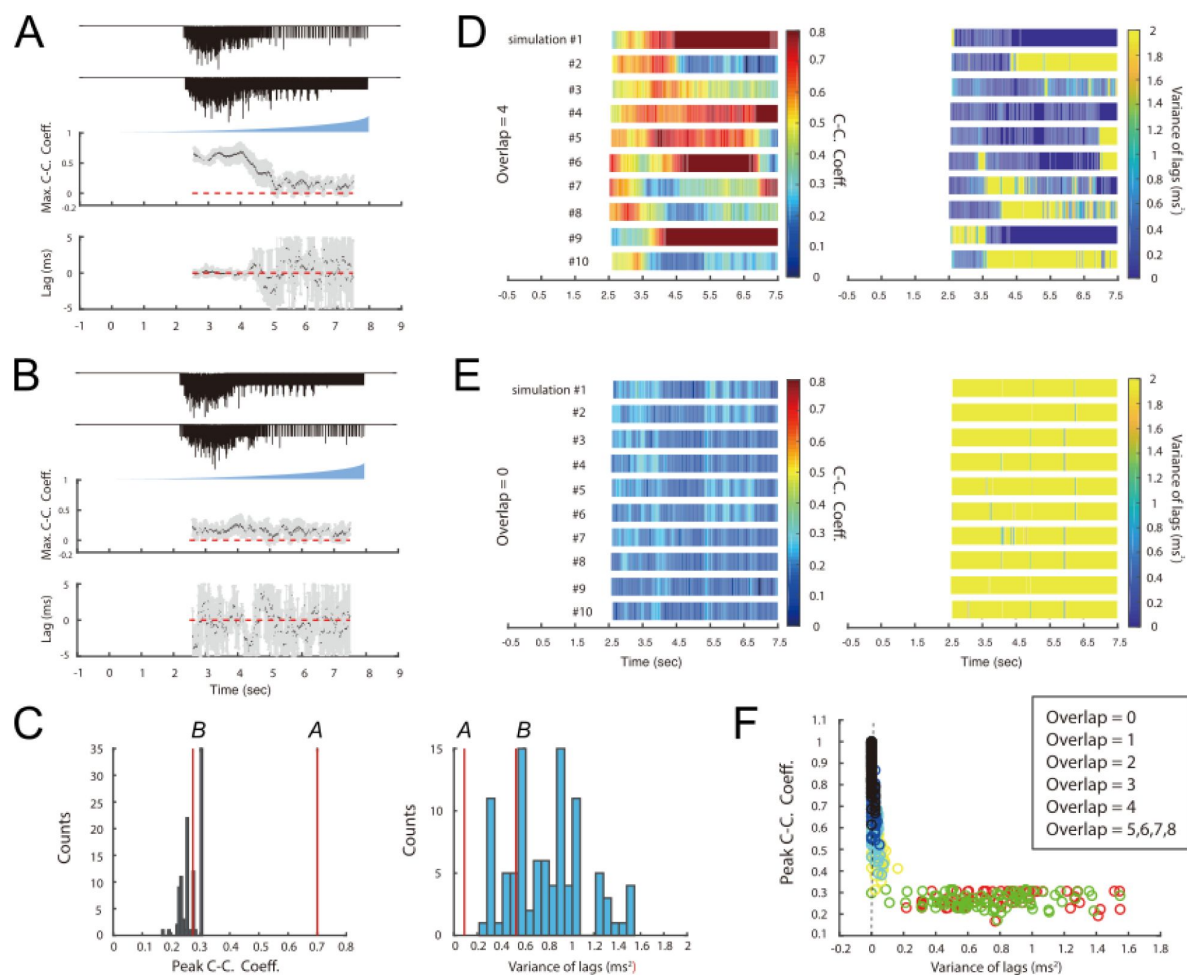 A
Max. C-C. Coeff.
1
0.5
0
-0.2
Lag (ms)
5
0
-5
-1 0 1 2 3 4 5 6 7 8 9
B
Max. C-C. Coeff.
1
0.5
0
-0.2
Lag (ms)
5
0
-5
-1 0 1 2 3 4 5 6 7 8 9
Time (sec)
C
B A
Counts
35
30
25
20
15
10
5
0
0 0.1 0.2 0.3 0.4 0.5 0.6 0.7 0.8
Peak C-C. Coeff.
A B
Counts
15
10
5
0
0 0.2 0.4 0.6 0.8 1 1.2 1.4 1.6 1.8 2
Variance of lags (ms²)
D
Overlap = 4
simulation #1
#2
#3
#4
#5
#6
#7
#8
#9
#10
-0.5 0.5 1.5 2.5 3.5 4.5 5.5 6.5 7.5
0.8
0.7
0.6
0.5
0.4
0.3
0.2
0.1
0
C-C. Coeff.
-0.5 0.5 1.5 2.5 3.5 4.5 5.5 6.5 7.5
2
1.8
1.6
1.4
1.2
1
0.8
0.6
0.4
0.2
0
Variance of lags (ms²)
E
Overlap = 0
simulation #1
#2
#3
#4
#5
#6
#7
#8
#9
#10
-0.5 0.5 1.5 2.5 3.5 4.5 5.5 6.5 7.5
Time (sec)
0.8
0.7
0.6
0.5
0.4
0.3
0.2
0.1
0
C-C. Coeff.
-0.5 0.5 1.5 2.5 3.5 4.5 5.5 6.5 7.5
Time (sec)
2
1.8
1.6
1.4
1.2
1
0.8
0.6
0.4
0.2
0
Variance of lags (ms²)
F
Peak C-C. Coeff.
1.1
1
0.9
0.8
0.7
0.6
0.5
0.4
0.3
0.2
0.1
-0.2 0 0.2 0.4 0.6 0.8 1 1.2 1.4 1.6 1.8
Variance of lags (ms²)
Overlap = 0
Overlap = 1
Overlap = 2
Overlap = 3
Overlap = 4
Overlap = 5,6,7,8